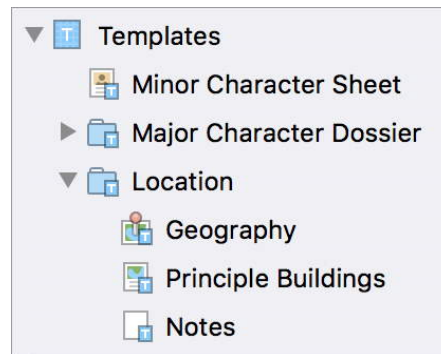 Templates
Minor Character Sheet
Major Character Dossier
Location
Geography
Principle Buildings
Notes